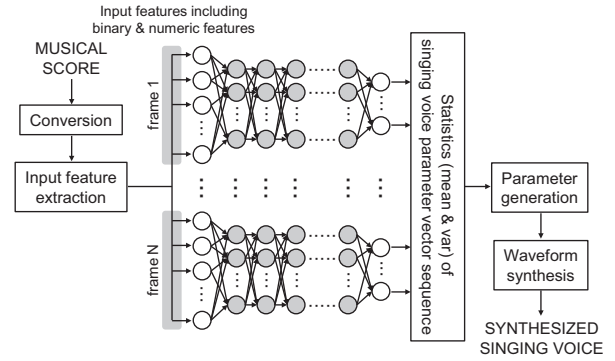 Input features including
binary & numeric features
MUSICAL
SCORE
Conversion
Input feature
extraction
frame 1
frame N
Statistics (mean & var) of
singing voice parameter vector sequence
Parameter
generation
Waveform
synthesis
SYNTHESIZED
SINGING VOICE